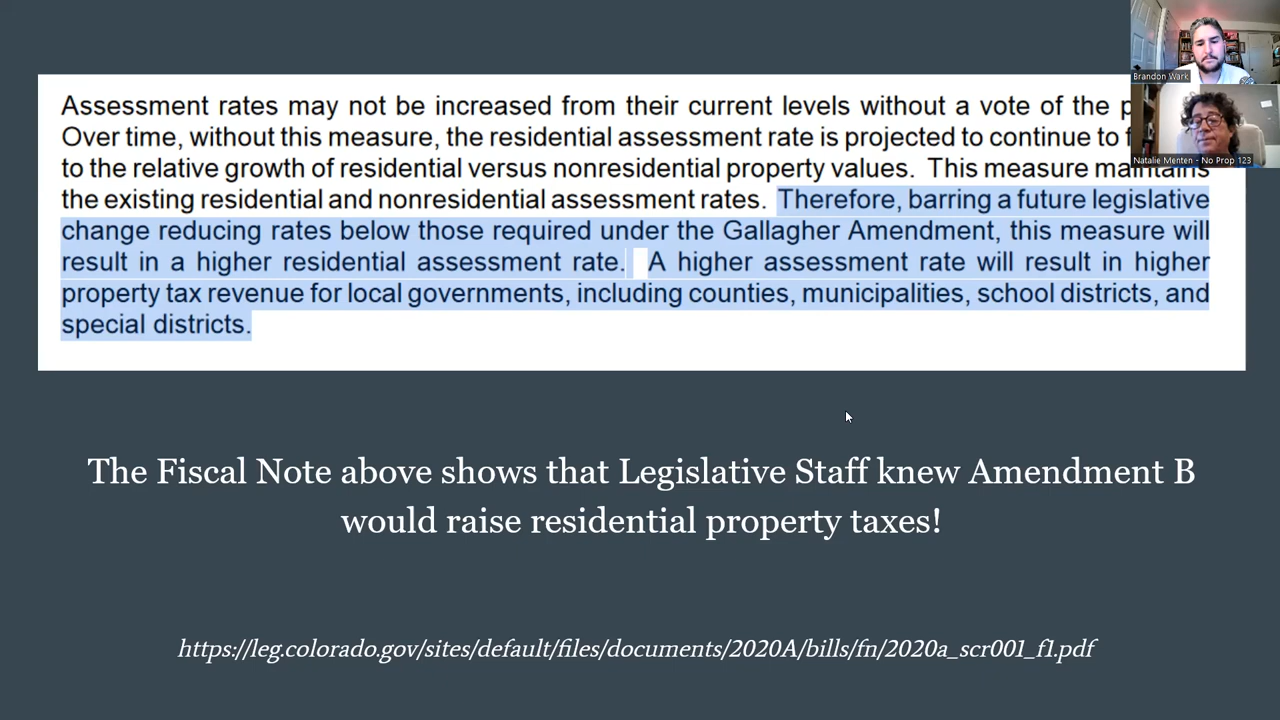 Brandon Wark
Natalie Menten - No Prop 123
Assessment rates may not be increased from their current levels without a vote of the
Over time, without this measure, the residential assessment rate is projected to continue to
to the relative growth of residential versus nonresidential property values. This measure maintains
the existing residential and nonresidential assessment rates. Therefore, barring a future legislative
change reducing rates below those required under the Gallagher Amendment, this measure will
result in a higher residential assessment rate. A higher assessment rate will result in higher
property tax revenue for local governments, including counties, municipalities, school districts, and
special districts.
The Fiscal Note above shows that Legislative Staff knew Amendment B
would raise residential property taxes!
https://leg.colorado.gov/sites/default/files/documents/2020A/bills/fn/2020a_scr001_f1.pdf